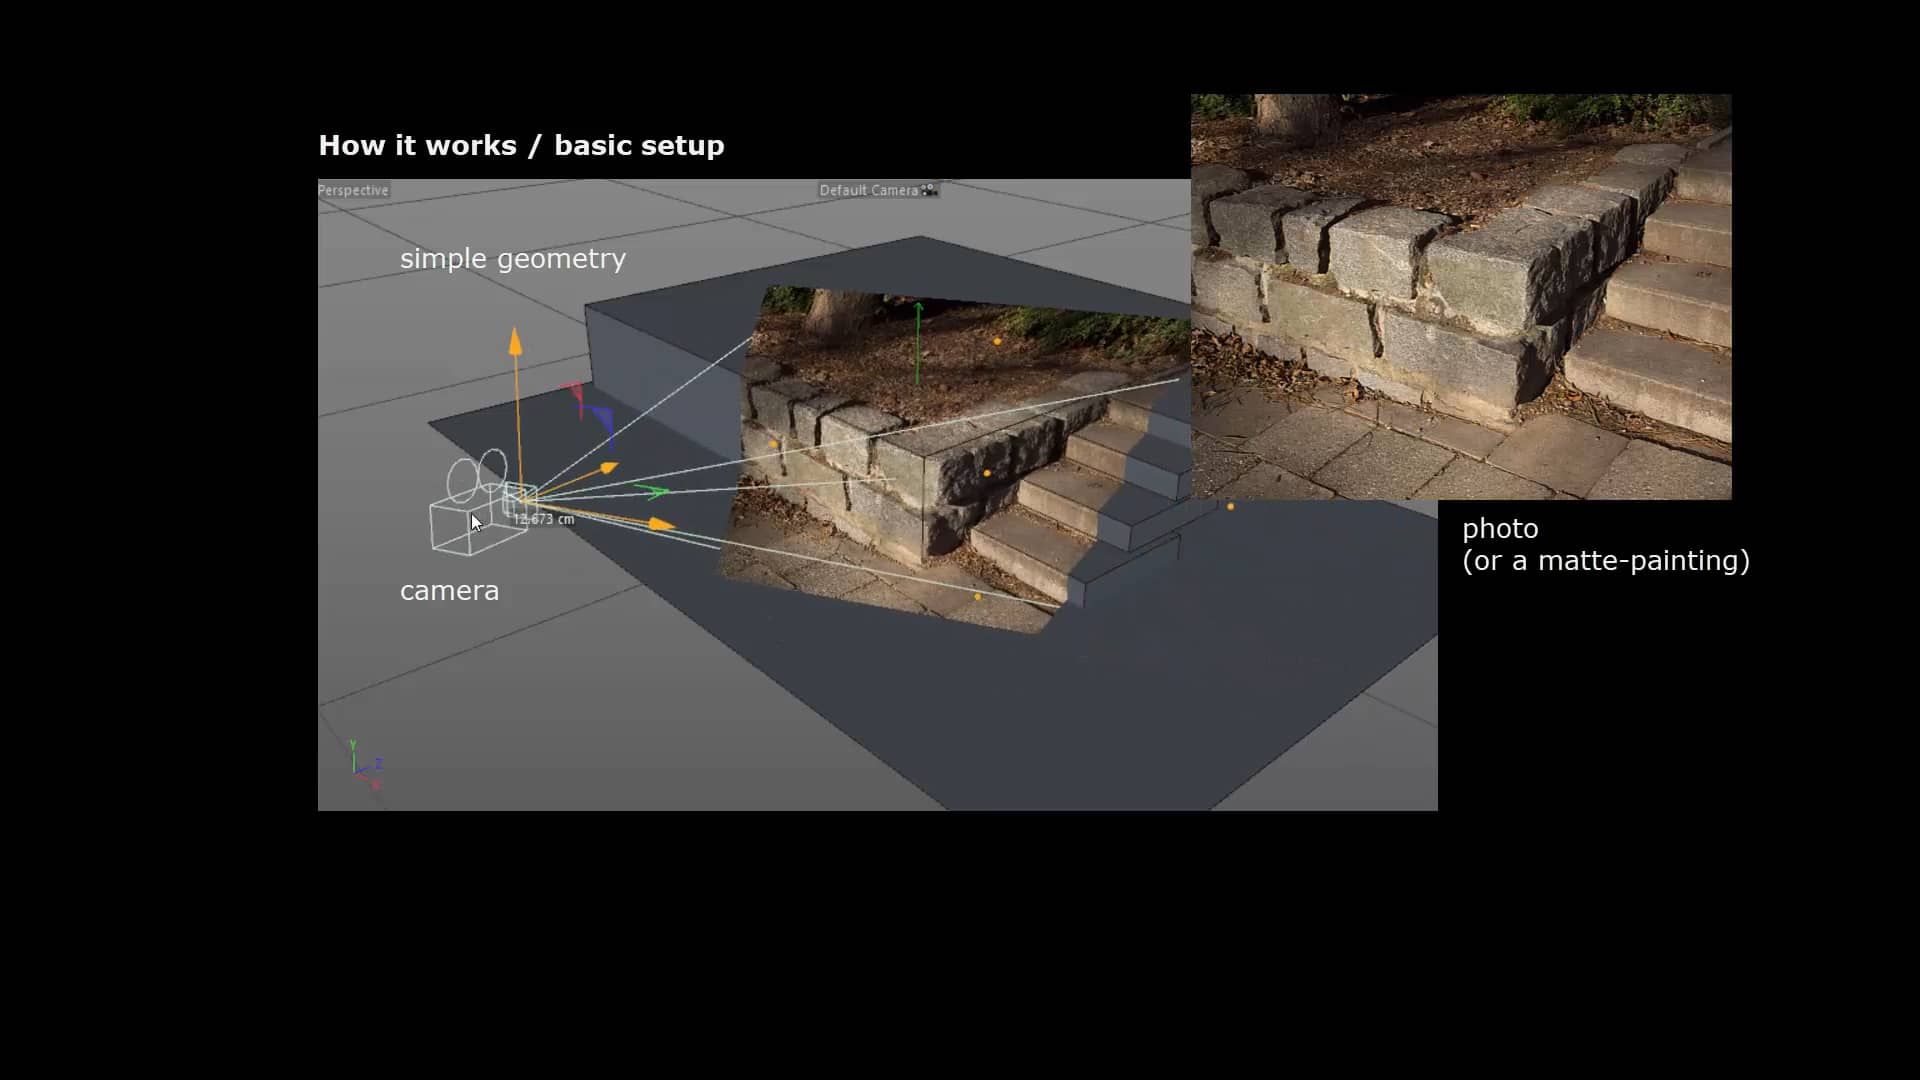 How it works / basic setup
Perspective
Default Camera
simple geometry
12.673 cm
photo
(or a matte-painting)
camera
Y
Z
X